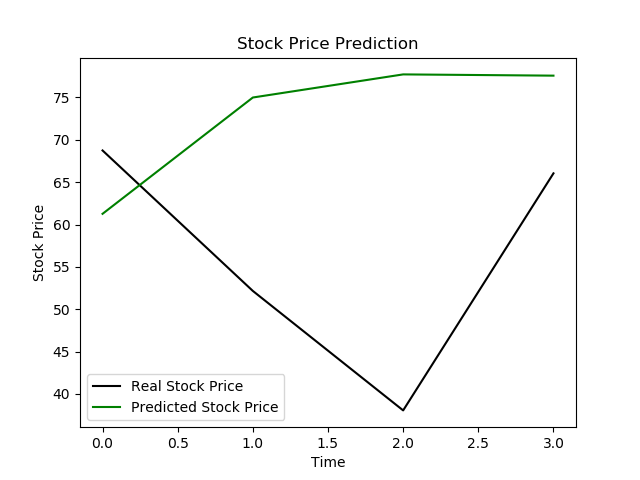 Stock Price Prediction
Stock Price
75
70
65
60
55
50
45
40
Real Stock Price
Predicted Stock Price
0.0 0.5 1.0 1.5 2.0 2.5 3.0
Time